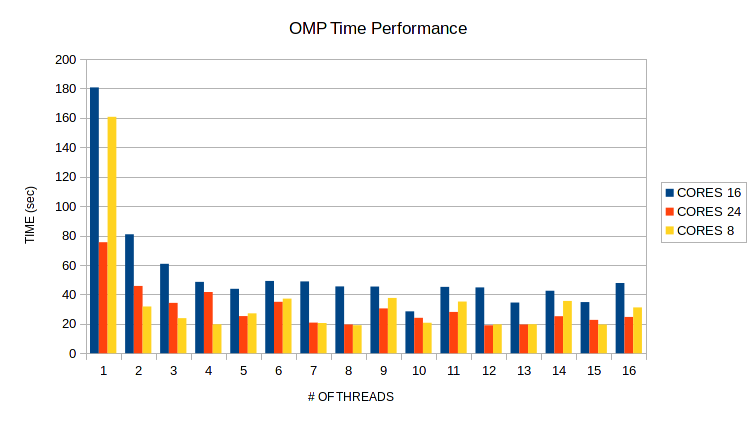 OMP Time Performance
200
180
160
140
120
100
80
60
40
20
0
TIME (sec)
1 2 3 4 5 6 7 8 9 10 11 12 13 14 15 16
# OF THREADS
CORES 16
CORES 24
CORES 8